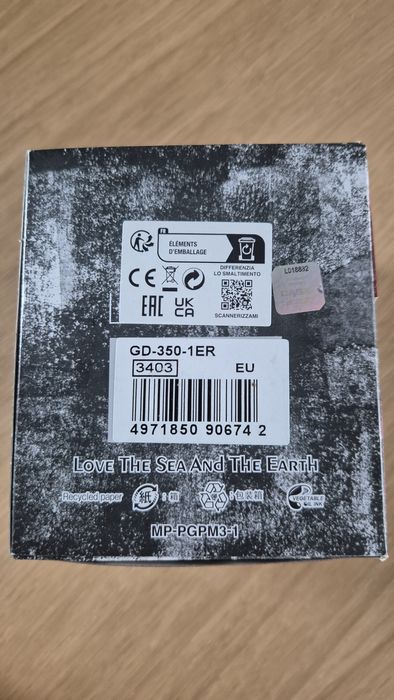 FR
ÉLÉMENTS
D'EMBALLAGE
DIFFERENZIA
LO SMALTIMENTO
CE
EAC
UK
CA
SCANNERIZZAMI
GD-350-1ER
3403
EU
4971850 90674 2
LOVE THE SEA AND THE EARTH
Recycled paper
紙
箱
包装箱
VEGETABLE
OIL INK
MP-PGPM3-1